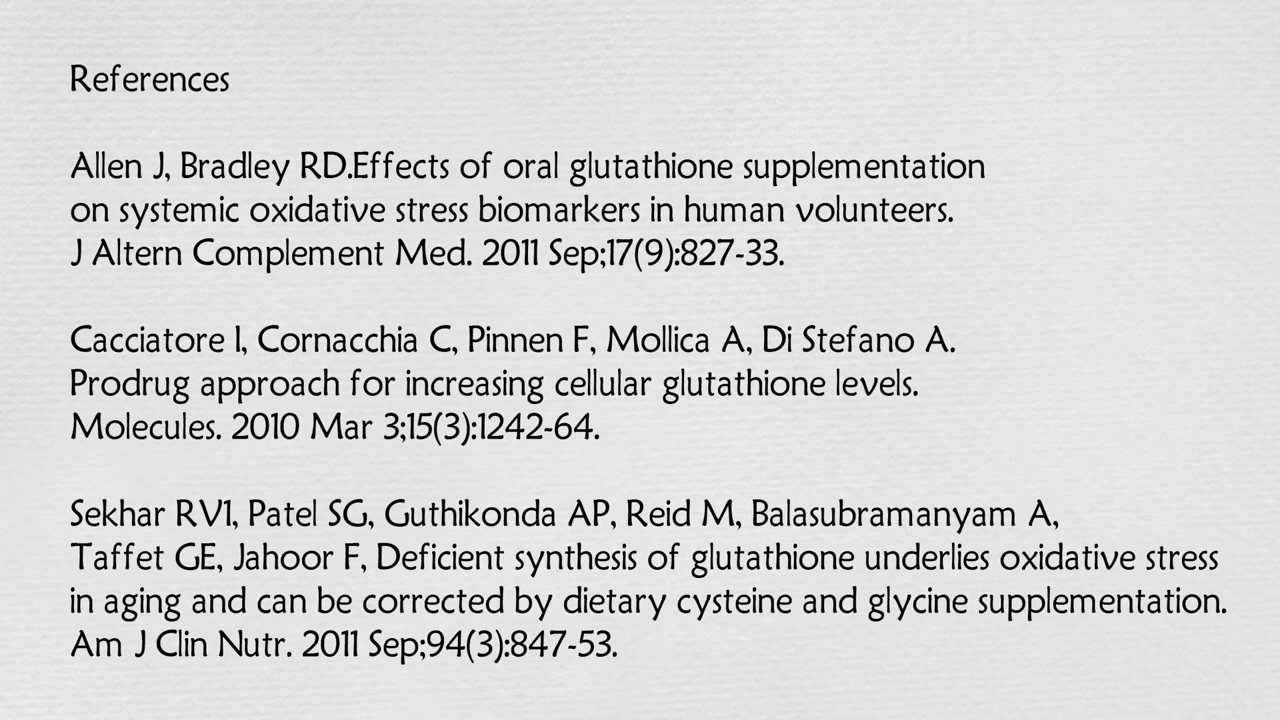 References
Allen J, Bradley RD.Effects of oral glutathione supplementation
on systemic oxidative stress biomarkers in human volunteers.
J Altern Complement Med. 2011 Sep;17(9):827-33.
Cacciatore I, Cornacchia C, Pinnen F, Mollica A, Di Stefano A.
Prodrug approach for increasing cellular glutathione levels.
Molecules. 2010 Mar 3;15(3):1242-64.
Sekhar RV1, Patel SG, Guthikonda AP, Reid M, Balasubramanyam A,
Taffet GE, Jahoor F, Deficient synthesis of glutathione underlies oxidative stress
in aging and can be corrected by dietary cysteine and glycine supplementation.
Am J Clin Nutr. 2011 Sep;94(3):847-53.